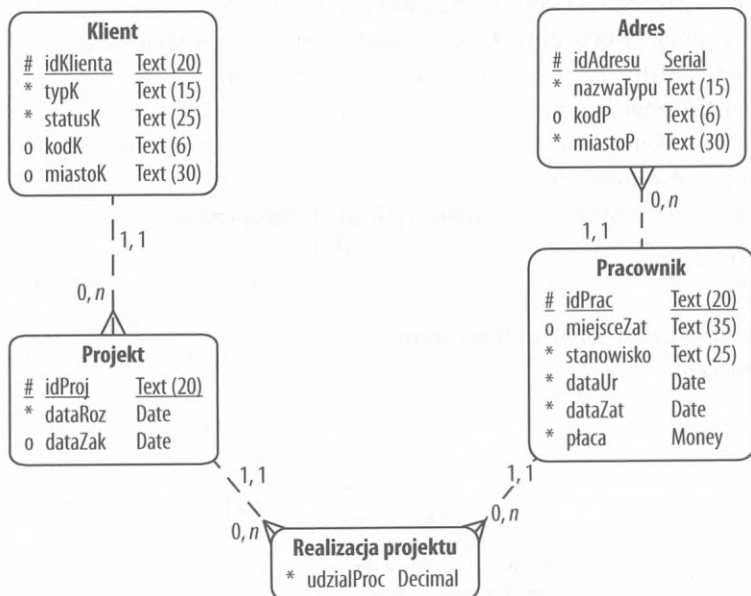 Klient
# idKlienta Text (20)
* typK Text (15)
* statusK Text (25)
o kodK Text (6)
o miastoK Text (30)
Adres
# idAdresu Serial
* nazwaTypu Text (15)
o kodP Text (6)
* miastoP Text (30)
1, 1
0, n
0, n
1, 1
Projekt
# idProj Text (20)
* dataRoz Date
o dataZak Date
Pracownik
# idPrac Text (20)
o miejsceZat Text (35)
* stanowisko Text (25)
* dataUr Date
* dataZat Date
* płaca Money
1, 1
0, n
1, 1
0, n
Realizacja projektu
* udzialProc Decimal